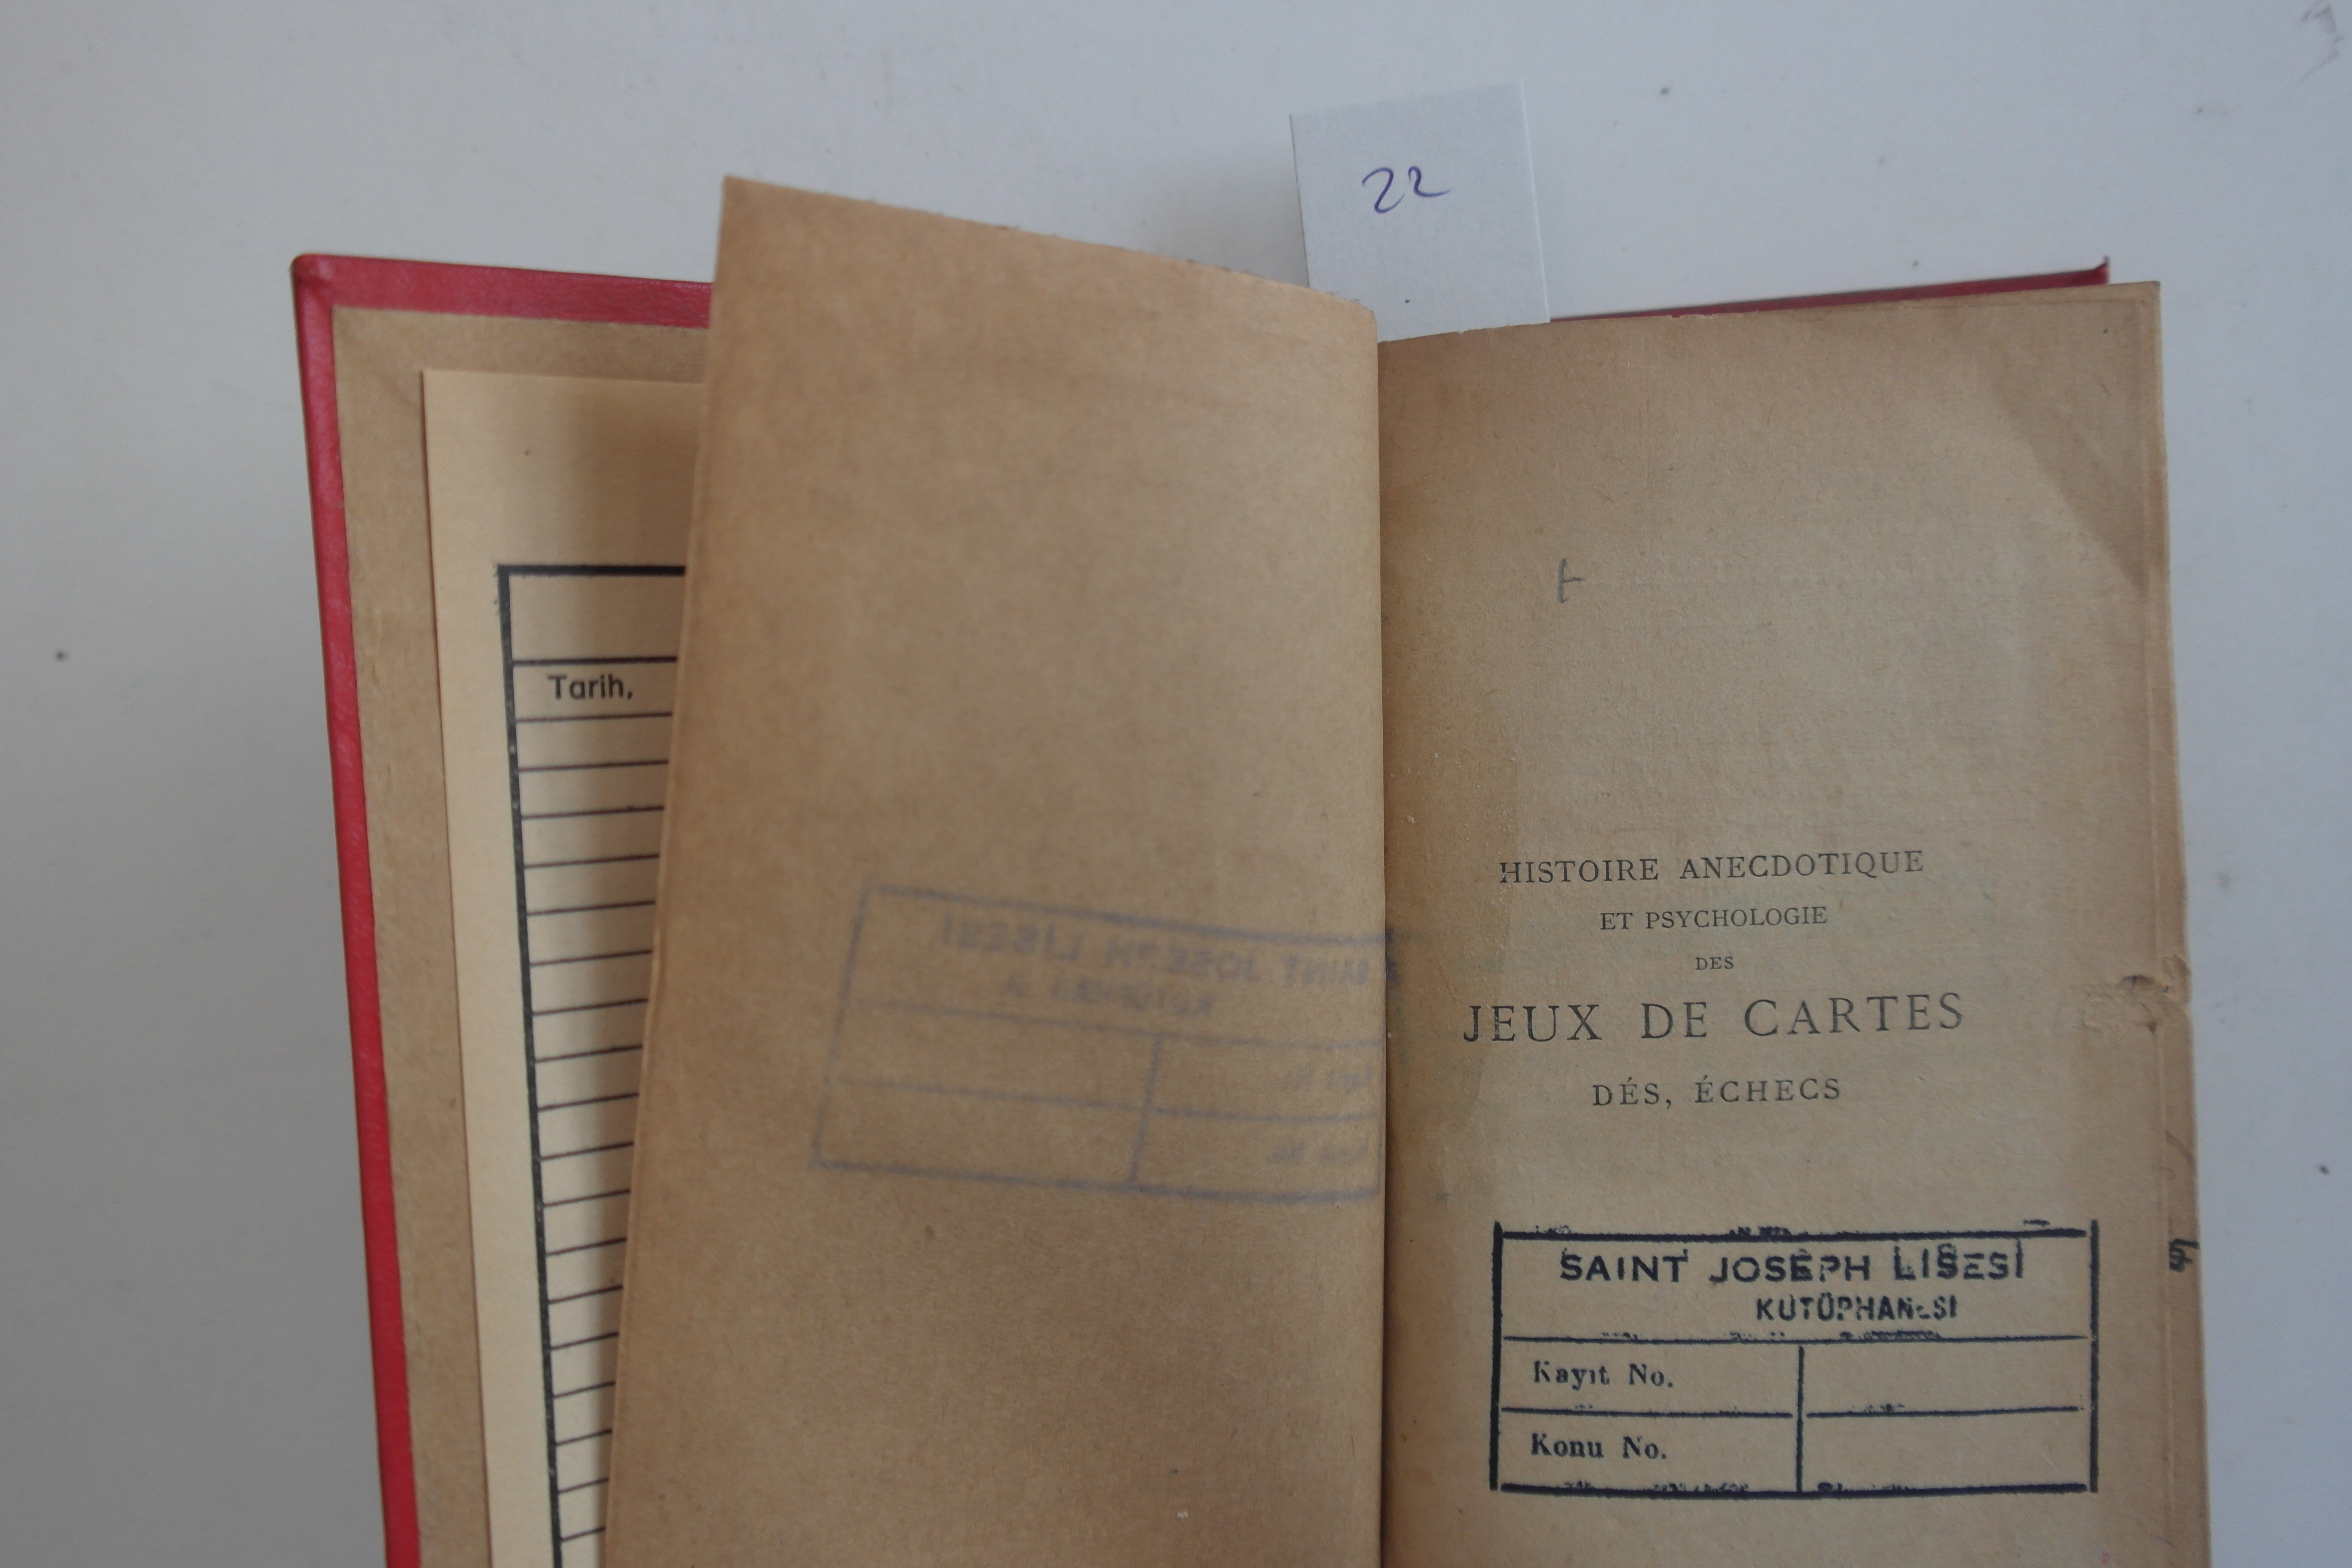 22
Tarih,
HISTOIRE ANECDOTIQUE
ET PSYCHOLOGIE
DES
JEUX DE CARTES
DÉS, ÉCHECS
SAINT JOSEPH LISESI
KÜTÜPHANESI
Kayıt No.
Konu No.